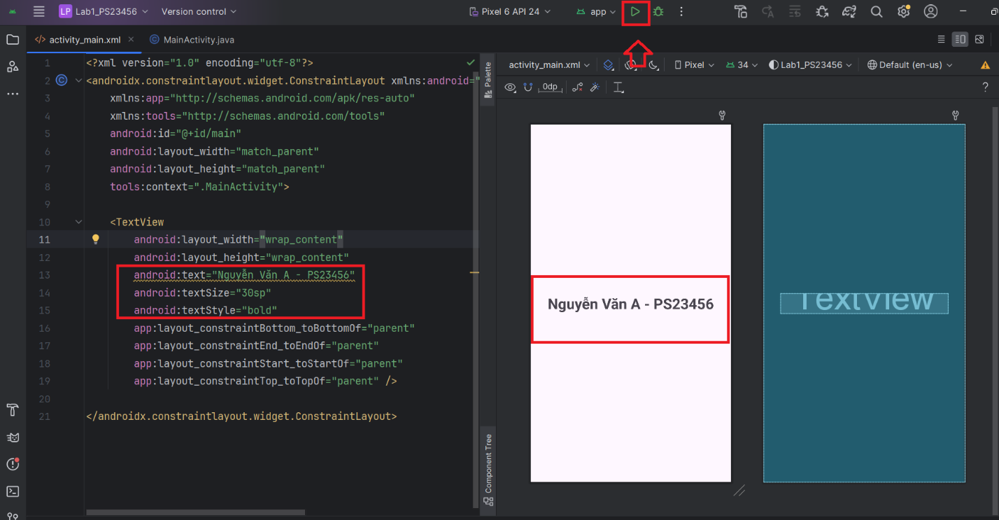 LP Lab1_PS23456 Version control Pixel 6 API 24 app
activity_main.xml MainActivity.java
1 <?xml version="1.0" encoding="utf-8"?>
2 <androidx.constraintlayout.widget.ConstraintLayout xmlns:android="
3 xmlns:app="http://schemas.android.com/apk/res-auto"
4 xmlns:tools="http://schemas.android.com/tools"
5 android:id="@+id/main"
6 android:layout_width="match_parent"
7 android:layout_height="match_parent"
8 tools:context=".MainActivity">
9
10 <TextView
11 android:layout_width="wrap_content"
12 android:layout_height="wrap_content"
13 android:text="Nguyễn Văn A - PS23456"
14 android:textSize="30sp"
15 android:textStyle="bold"
16 app:layout_constraintBottom_toBottomOf="parent"
17 app:layout_constraintEnd_toEndOf="parent"
18 app:layout_constraintStart_toStartOf="parent"
19 app:layout_constraintTop_toTopOf="parent" />
20
21 </androidx.constraintlayout.widget.ConstraintLayout>
Palette
Component Tree
activity_main.xml Pixel 34 Lab1_PS23456 Default (en-us)
0dp ?
Nguyễn Văn A - PS23456
TextView